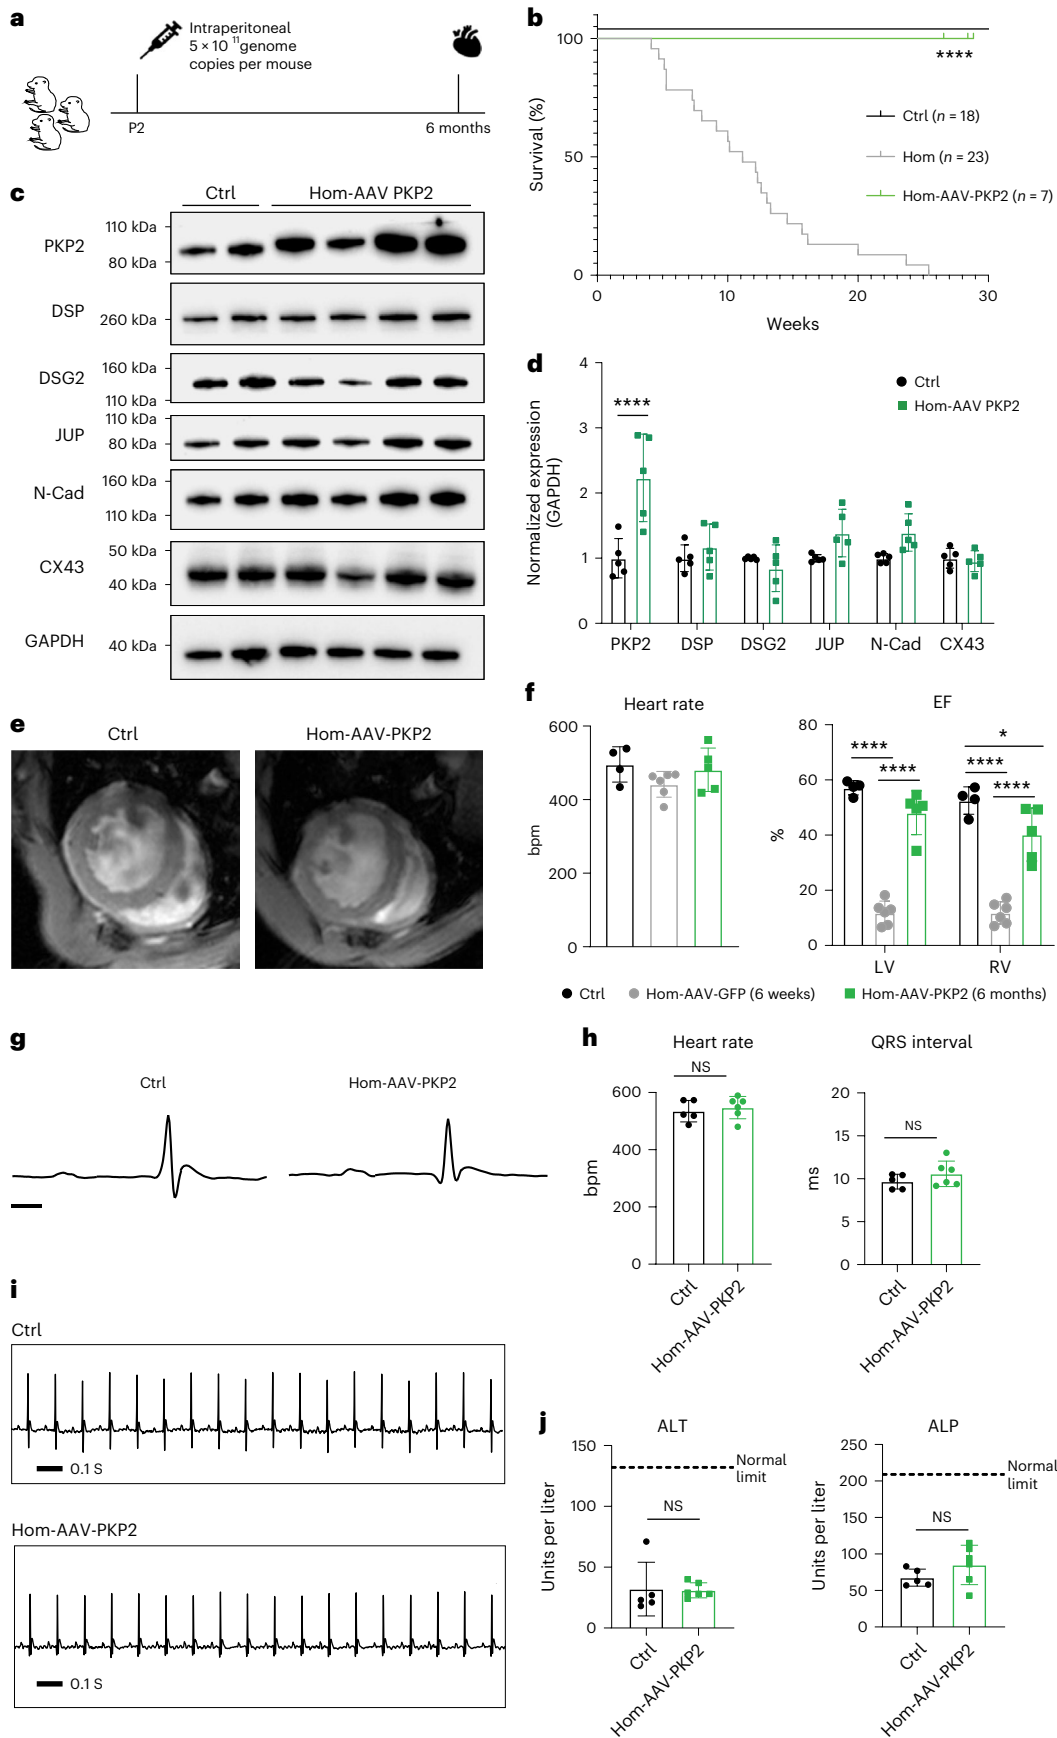 a
Intraperitoneal
5 × 10 11 genome
copies per mouse
P2
6 months
b
Survival (%)
100
50
0
0
10
20
30
Weeks
****
Ctrl (n = 18)
Hom (n = 23)
Hom-AAV-PKP2 (n = 7)
c
Ctrl
Hom-AAV PKP2
PKP2
110 kDa
80 kDa
DSP
260 kDa
DSG2
160 kDa
110 kDa
JUP
110 kDa
80 kDa
N-Cad
160 kDa
110 kDa
CX43
50 kDa
40 kDa
GAPDH
40 kDa
d
Normalized expression
(GAPDH)
4
3
2
1
0
****
Ctrl
Hom-AAV PKP2
PKP2
DSP
DSG2
JUP
N-Cad
CX43
e
Ctrl
Hom-AAV-PKP2
f
Heart rate
bpm
600
400
200
0
EF
%
80
60
40
20
0
****
****
*
****
****
LV
RV
Ctrl
Hom-AAV-GFP (6 weeks)
Hom-AAV-PKP2 (6 months)
g
Ctrl
Hom-AAV-PKP2
h
Heart rate
NS
bpm
600
400
200
0
Ctrl
Hom-AAV-PKP2
QRS interval
NS
ms
20
15
10
5
0
Ctrl
Hom-AAV-PKP2
i
Ctrl
0.1 S
Hom-AAV-PKP2
0.1 S
j
ALT
Units per liter
150
100
50
0
Normal
limit
NS
Ctrl
Hom-AAV-PKP2
ALP
Units per liter
250
200
150
100
50
0
Normal
limit
NS
Ctrl
Hom-AAV-PKP2